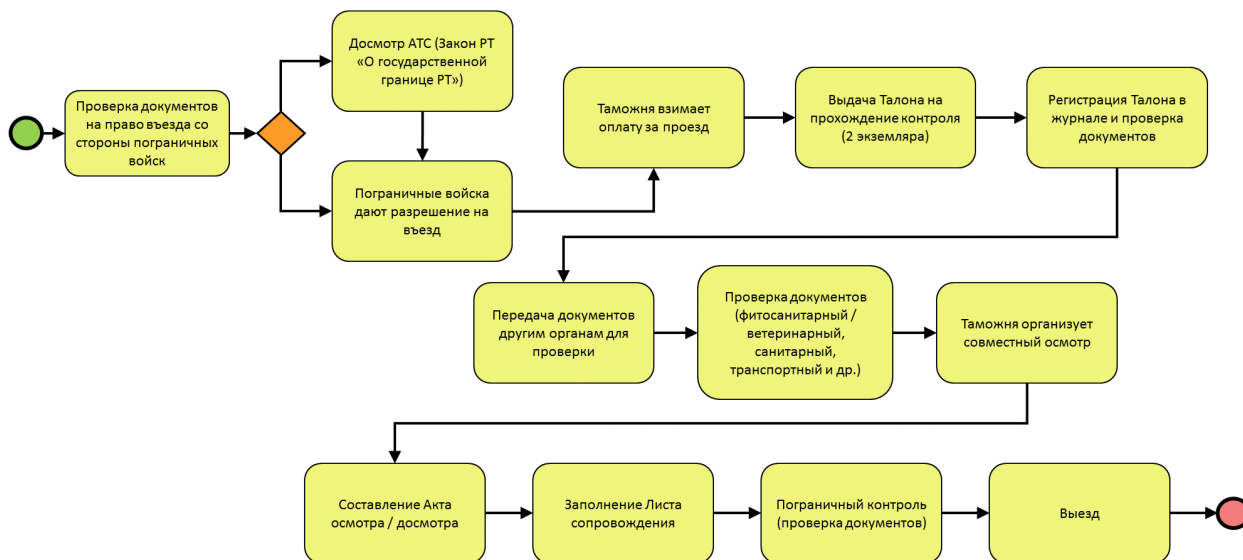 Проверка документов
на право въезда со
стороны пограничных
войск
Досмотр АТС (Закон РТ
«О государственной
границе РТ»)
Пограничные войска
дают разрешение на
въезд
Таможня взимает
оплату за проезд
Выдача Талона на
прохождение контроля
(2 экземляра)
Регистрация Талона в
журнале и проверка
документов
Передача документов
другим органам для
проверки
Проверка документов
(фитосанитарный /
ветеринарный,
санитарный,
транспортный и др.)
Таможня организует
совместный осмотр
Составление Акта
осмотра / досмотра
Заполнение Листа
сопровождения
Пограничный контроль
(проверка документов)
Выезд